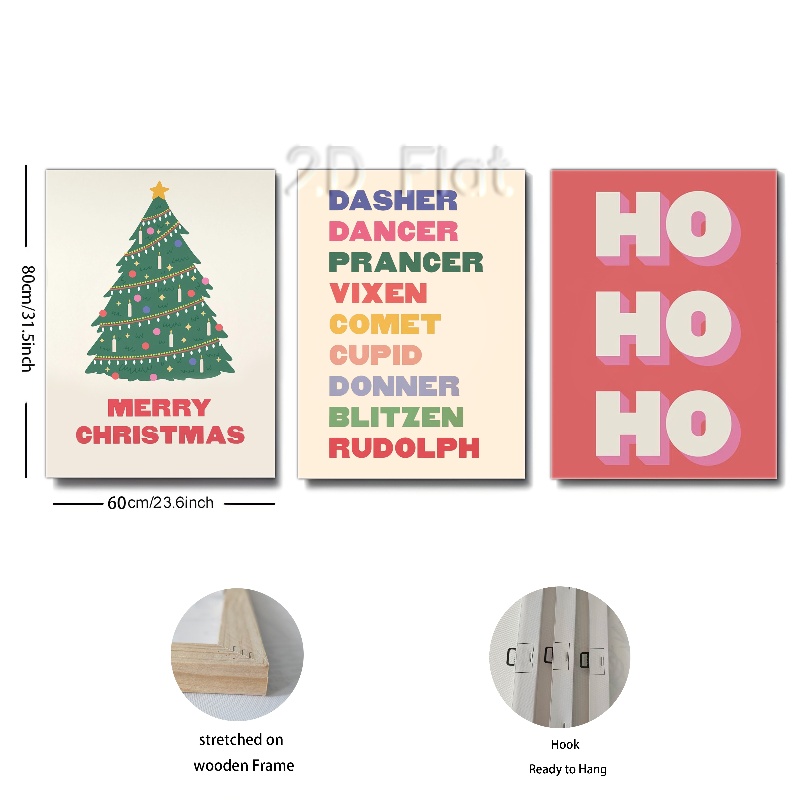 2D Flat
80cm/31.5inch
MERRY
CHRISTMAS
DASHER
DANCER
PRANCER
VIXEN
COMET
CUPID
DONNER
BLITZEN
RUDOLPH
HO
HO
HO
60cm/23.6inch
stretched on
wooden Frame
Hook
Ready to Hang